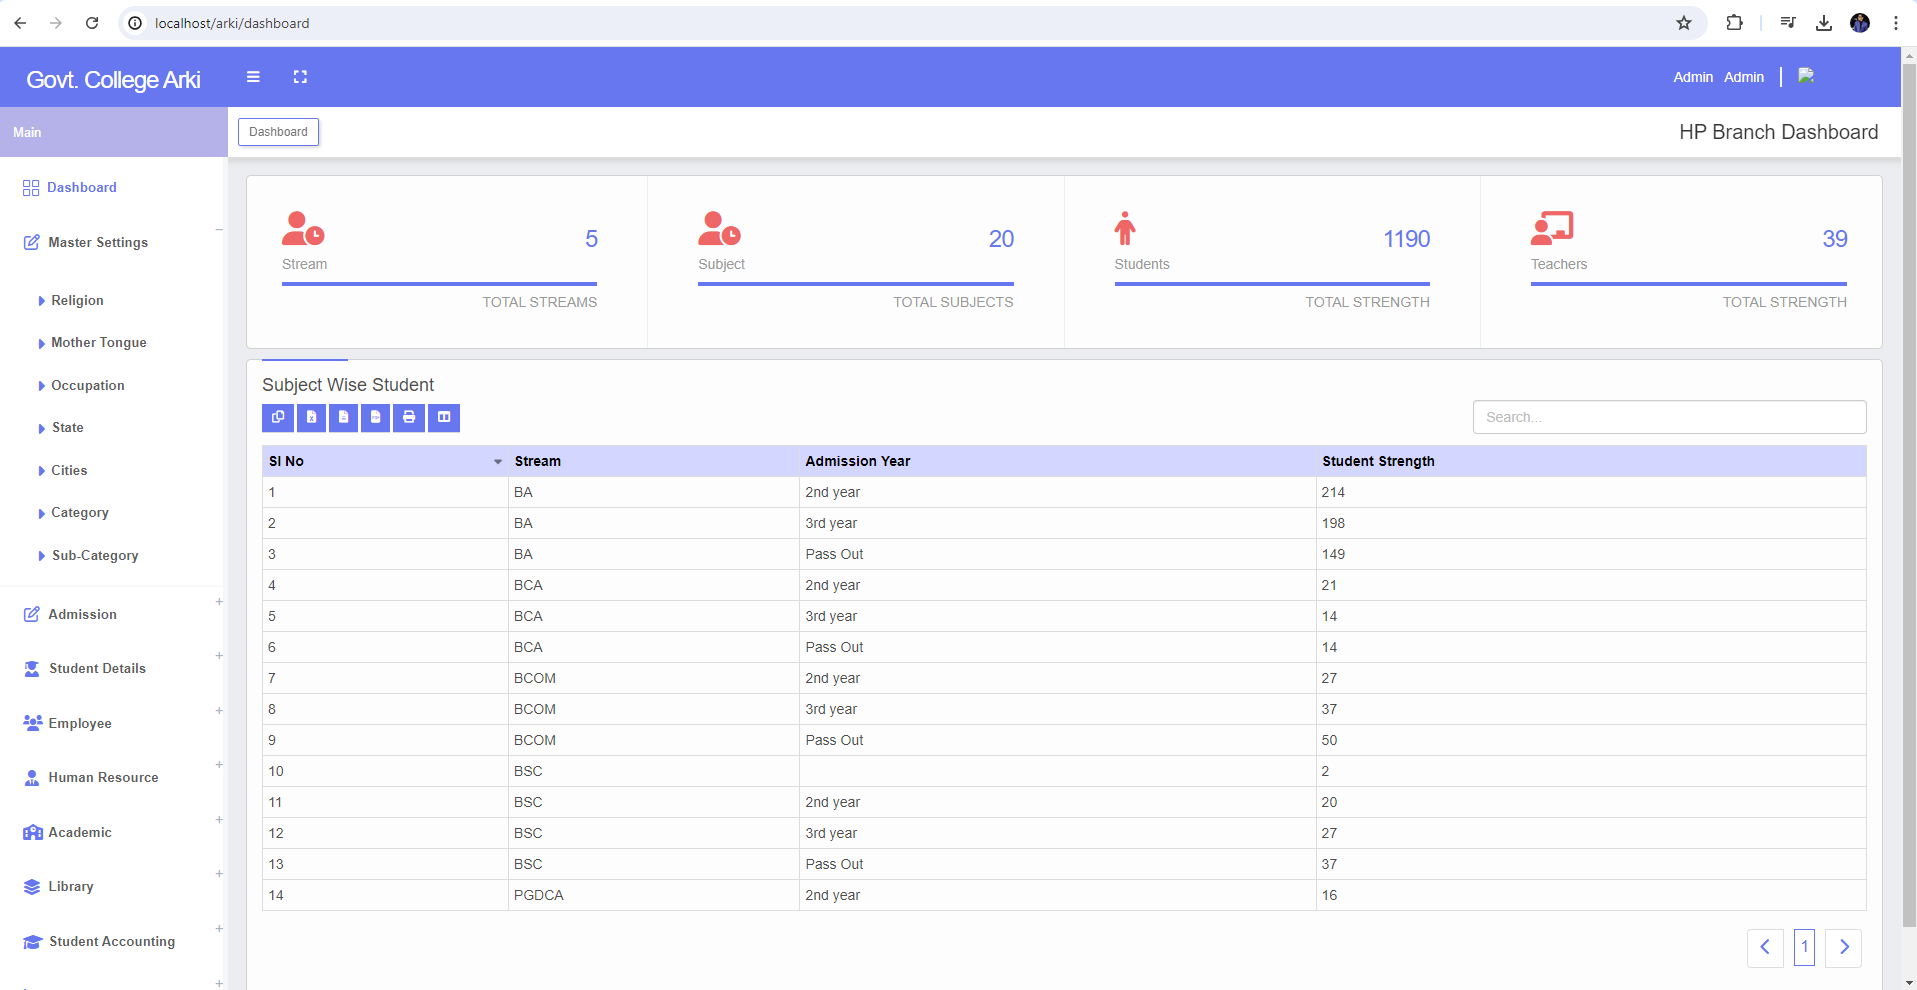 localhost/arki/dashboard
Govt. College Arki
Admin Admin
Main
Dashboard
HP Branch Dashboard
Dashboard
Master Settings
Religion
Mother Tongue
Occupation
State
Cities
Category
Sub-Category
Admission
Student Details
Employee
Human Resource
Academic
Library
Student Accounting
5
Stream
TOTAL STREAMS
20
Subject
TOTAL SUBJECTS
1190
Students
TOTAL STRENGTH
39
Teachers
TOTAL STRENGTH
Subject Wise Student
Search...
Sl No Stream Admission Year Student Strength
1 BA 2nd year 214
2 BA 3rd year 198
3 BA Pass Out 149
4 BCA 2nd year 21
5 BCA 3rd year 14
6 BCA Pass Out 14
7 BCOM 2nd year 27
8 BCOM 3rd year 37
9 BCOM Pass Out 50
10 BSC 2
11 BSC 2nd year 20
12 BSC 3rd year 27
13 BSC Pass Out 37
14 PGDCA 2nd year 16
1